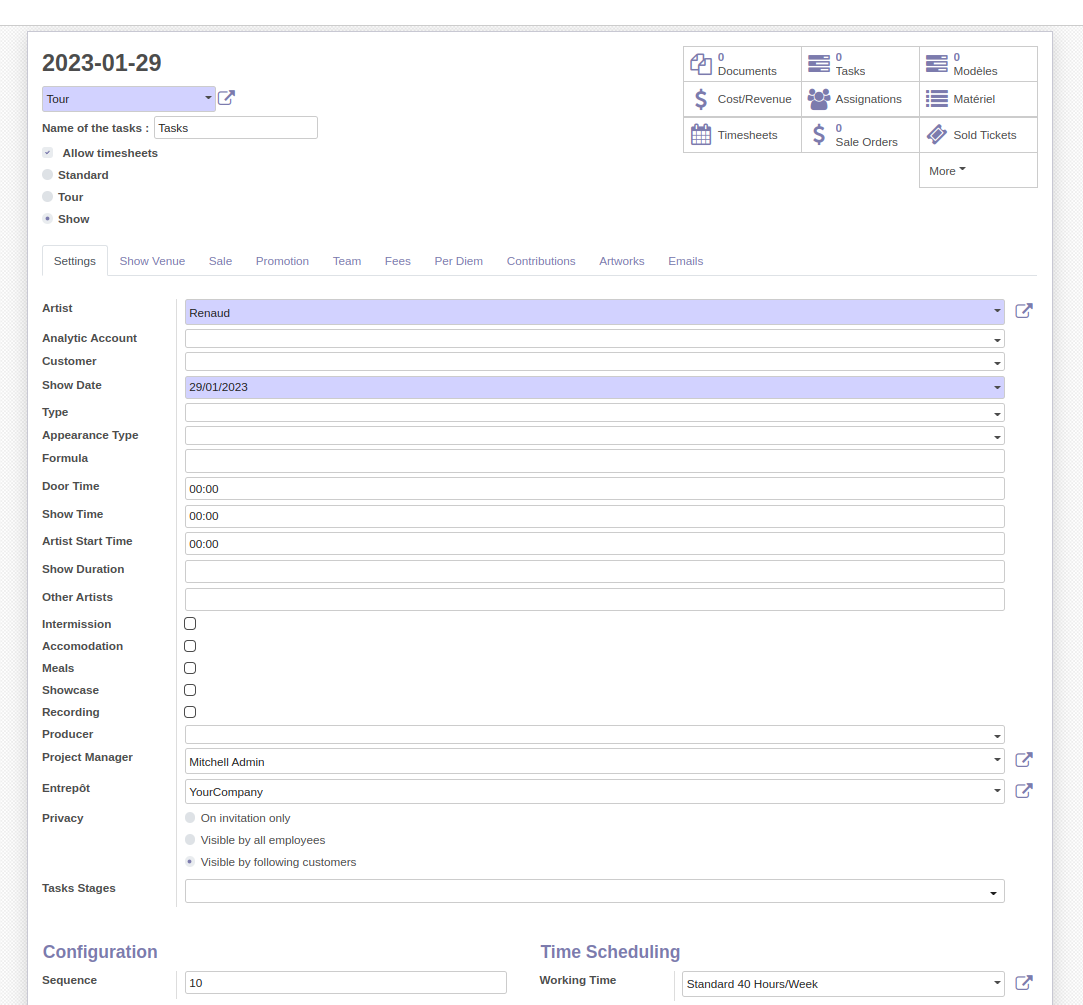 2023-01-29
0
Documents
0
Tasks
0
Modèles
Tour
Cost/Revenue
Assignations
Matériel
Name of the tasks : Tasks
Timesheets
0
Sale Orders
Sold Tickets
Allow timesheets
More
Standard
Tour
Show
Settings Show Venue Sale Promotion Team Fees Per Diem Contributions Artworks Emails
Artist Renaud
Analytic Account
Customer
Show Date 29/01/2023
Type
Appearance Type
Formula
Door Time 00:00
Show Time 00:00
Artist Start Time 00:00
Show Duration
Other Artists
Intermission
Accomodation
Meals
Showcase
Recording
Producer
Project Manager Mitchell Admin
Entrepôt YourCompany
Privacy On invitation only
Visible by all employees
Visible by following customers
Tasks Stages
Configuration Time Scheduling
Sequence 10 Working Time Standard 40 Hours/Week